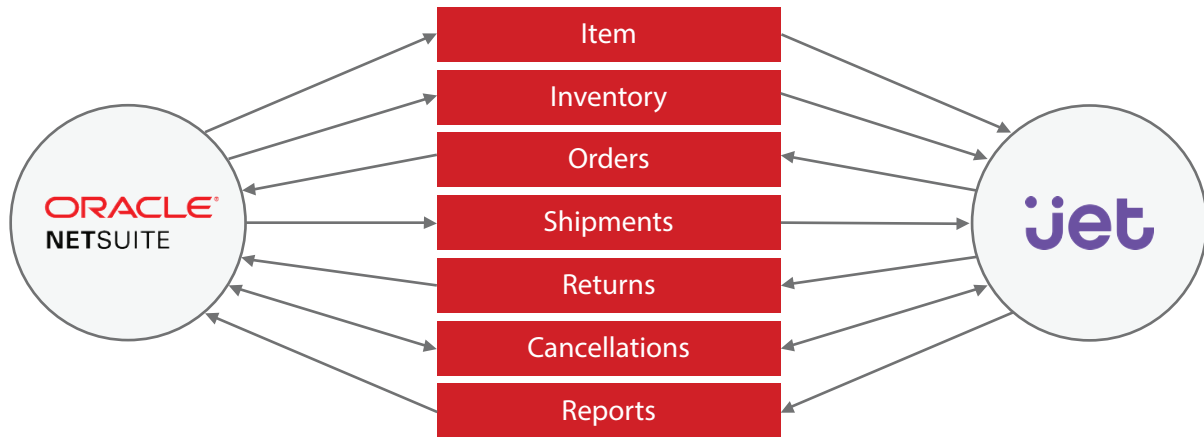 Item
Inventory
Orders
ORACLE®
NETSUITE
Shipments
jet
Returns
Cancellations
Reports